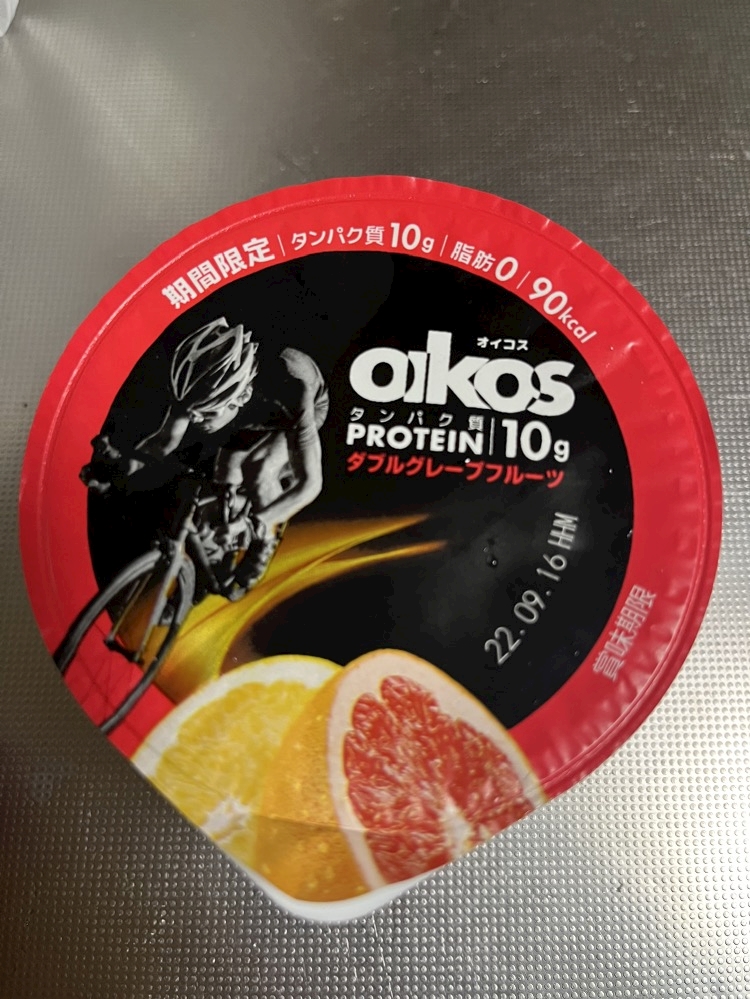 期間限定|タンパク質10g|脂肪0/90kcal
オイコス
oikos
タンパク質
PROTEIN|10g
ダブルグレープフルーツ
22.09.16 HHM
賞味期限